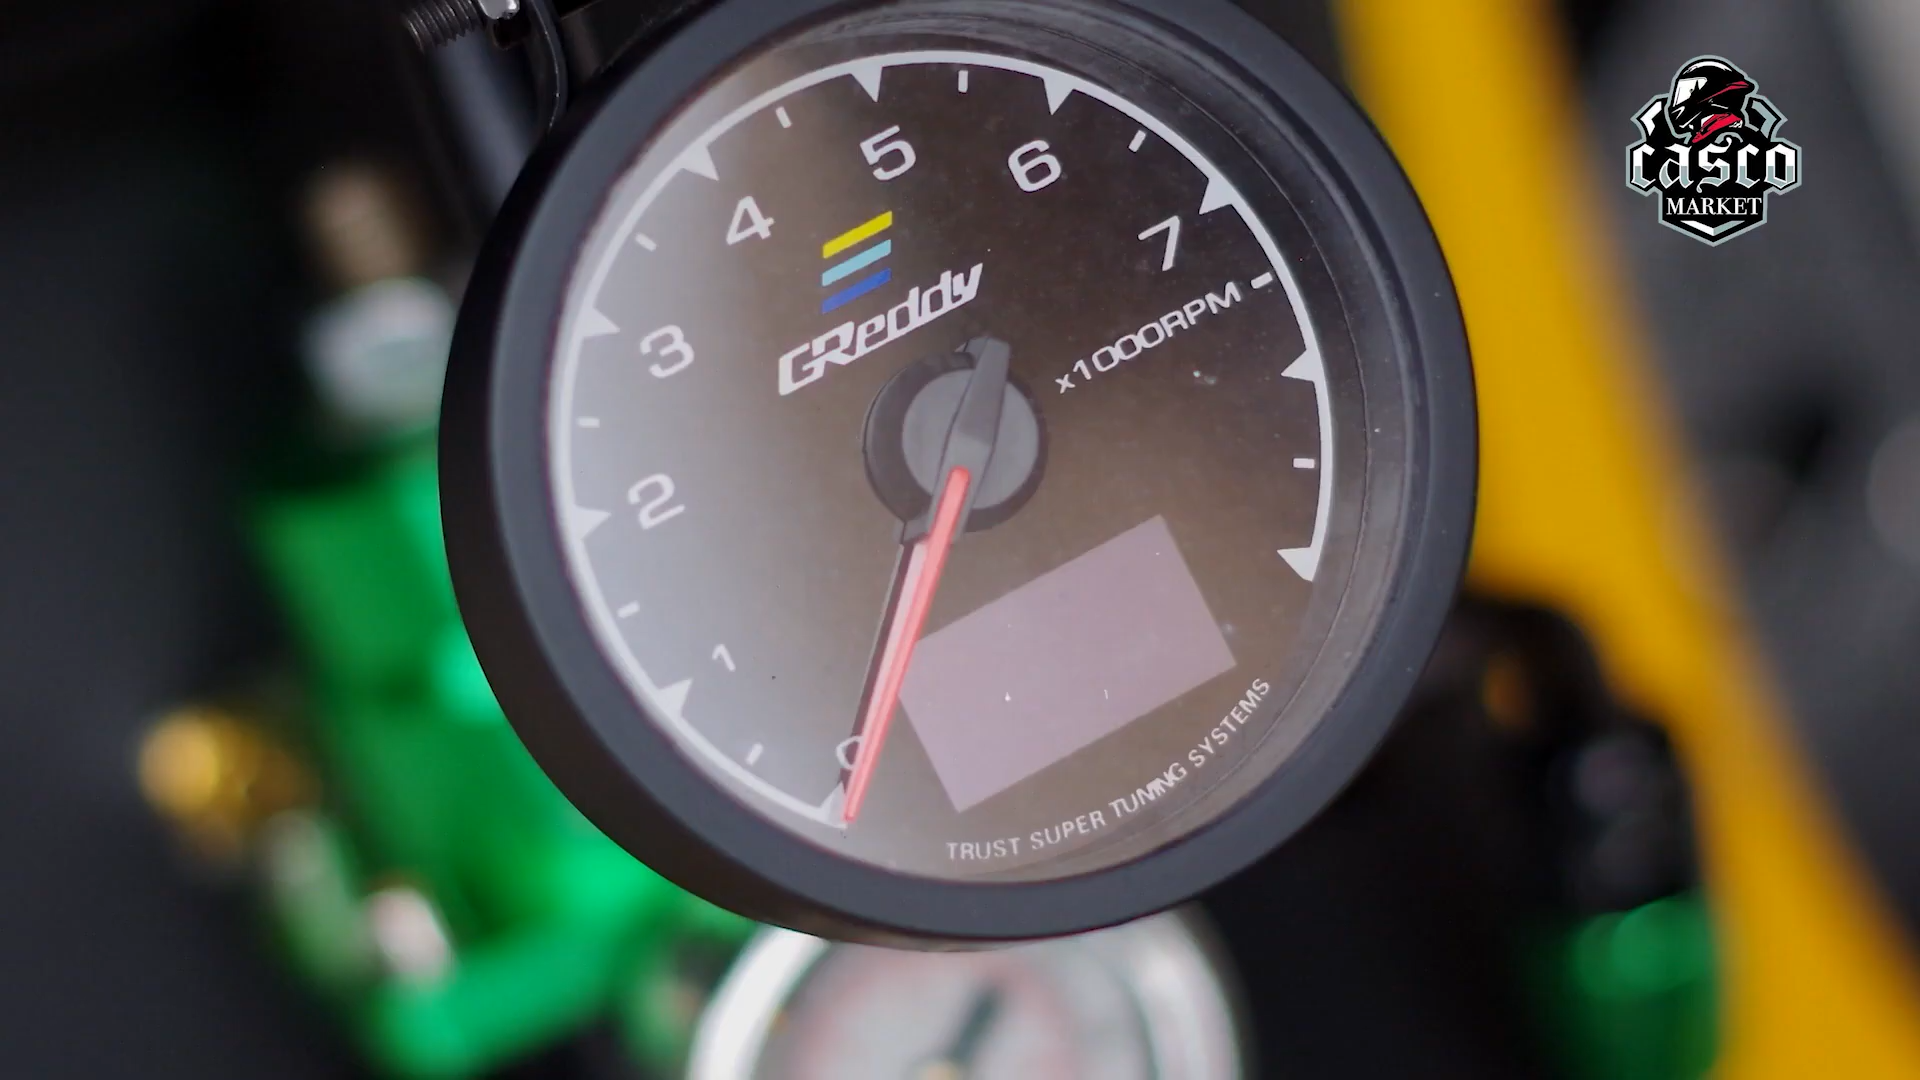 casco
MARKET
5
6
4
7
GReddy
x1000RPM
3
2
1
0
TRUST SUPER TUNING SYSTEMS